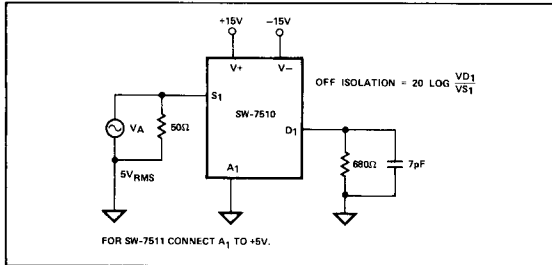 +15V
−15V
V+
V−
OFF ISOLATION = 20 LOG VD1/VS1
S1
SW-7510
VA
50Ω
D1
5VRMS
A1
680Ω
7pF
FOR SW-7511 CONNECT A1 TO +5V.